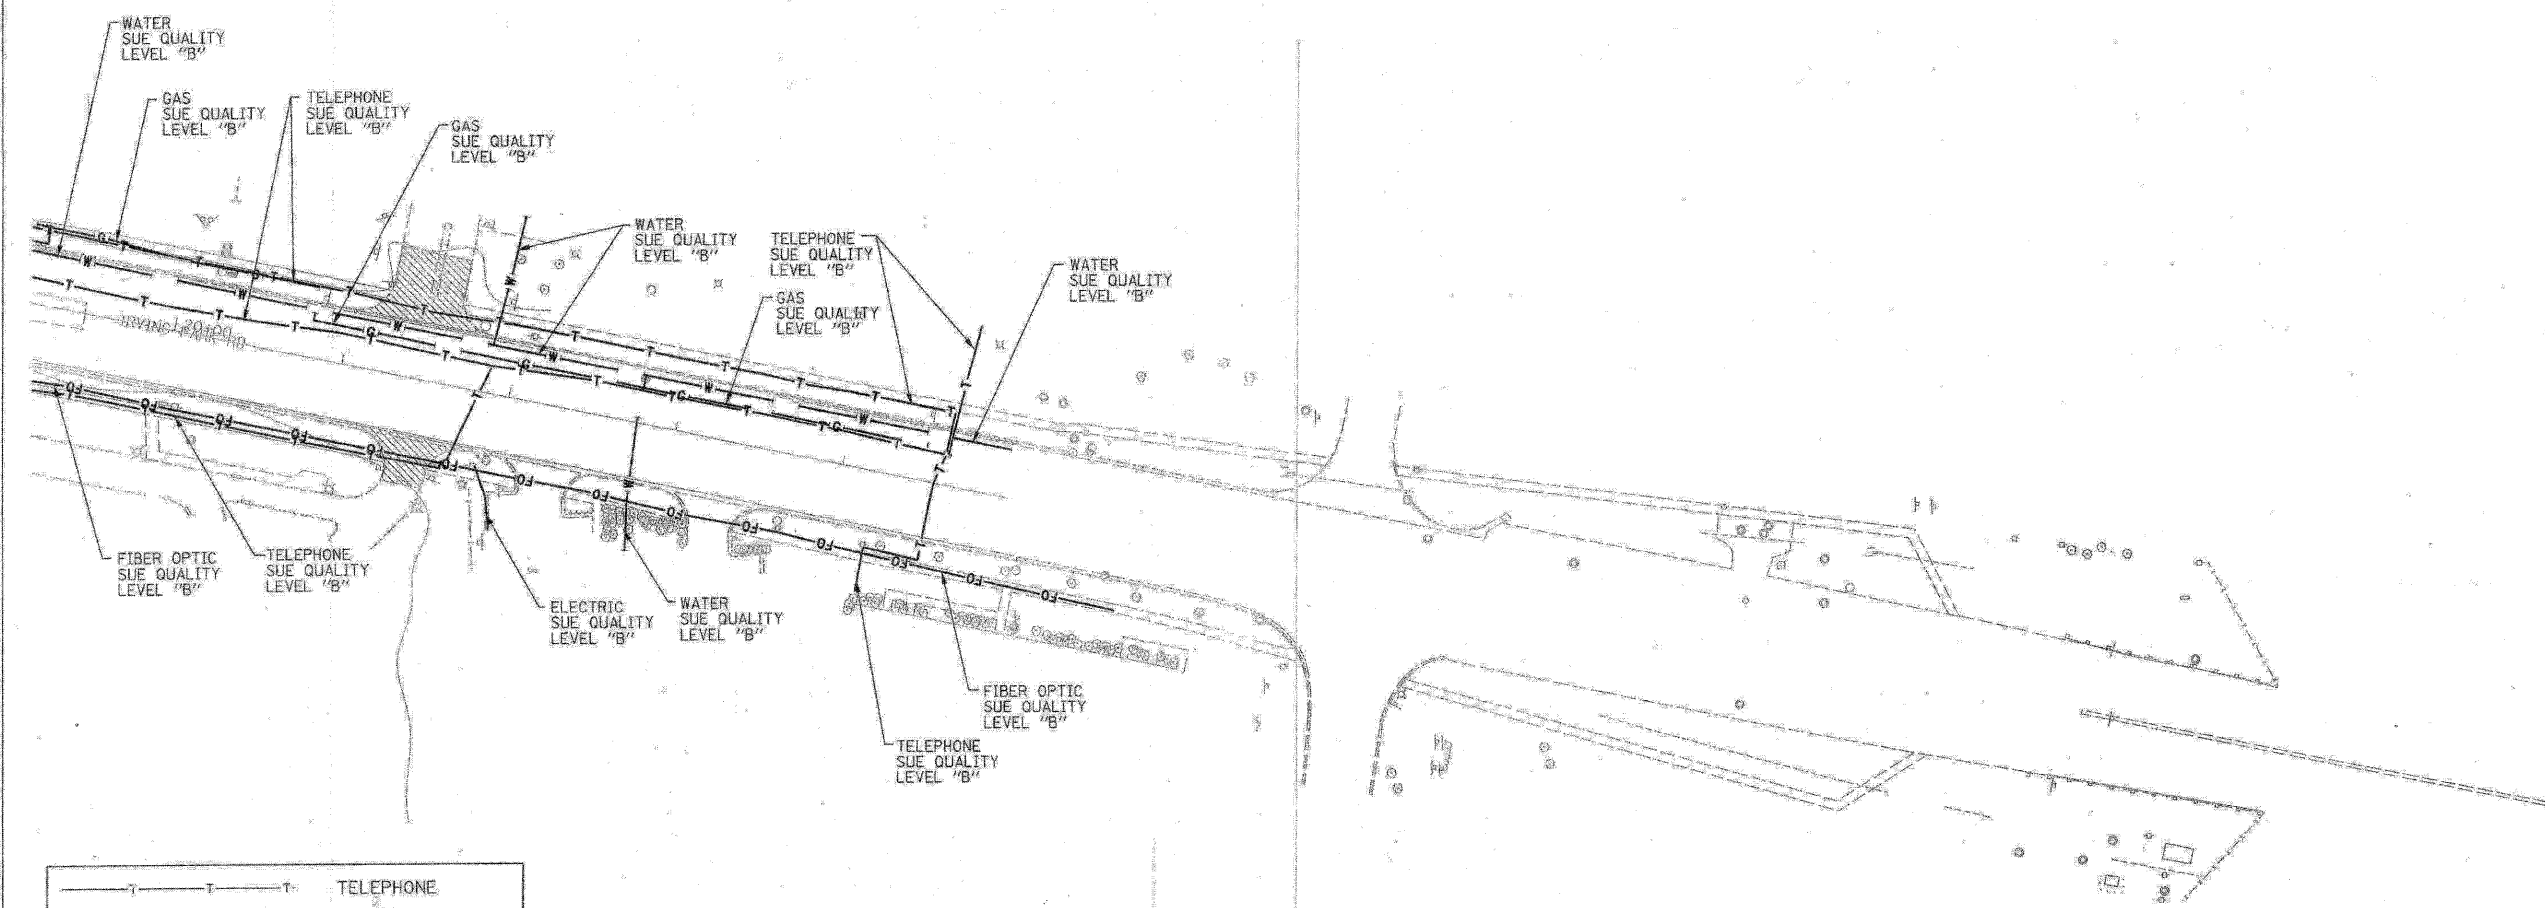 WATER
SUE QUALITY
LEVEL "B"
GAS
SUE QUALITY
LEVEL "B"
TELEPHONE
SUE QUALITY
LEVEL "B"
GAS
SUE QUALITY
LEVEL "B"
WATER
SUE QUALITY
LEVEL "B"
TELEPHONE
SUE QUALITY
LEVEL "B"
GAS
SUE QUALITY
LEVEL "B"
WATER
SUE QUALITY
LEVEL "B"
FIBER OPTIC
SUE QUALITY
LEVEL "B"
TELEPHONE
SUE QUALITY
LEVEL "B"
ELECTRIC
SUE QUALITY
LEVEL "B"
WATER
SUE QUALITY
LEVEL "B"
FIBER OPTIC
SUE QUALITY
LEVEL "B"
TELEPHONE
SUE QUALITY
LEVEL "B"
T T T TELEPHONE